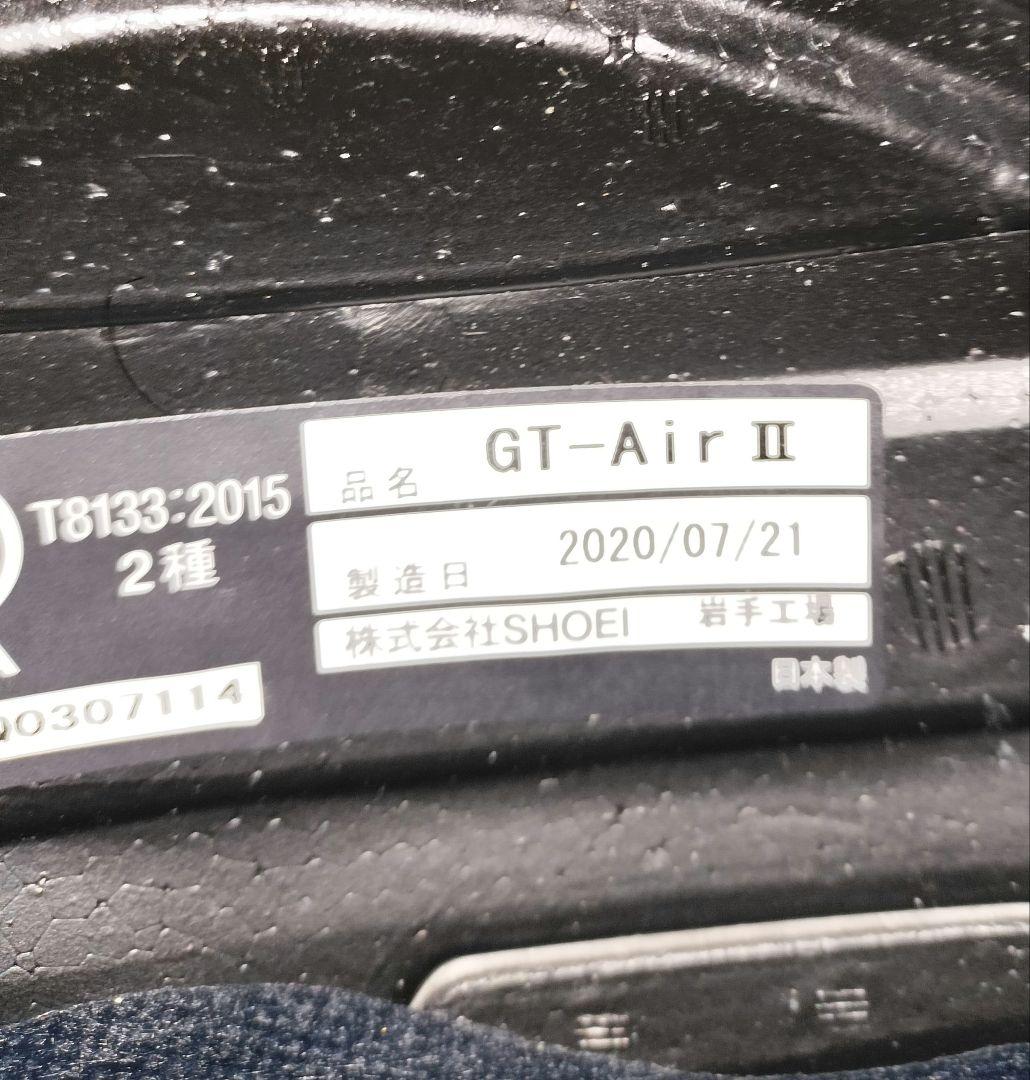 T8133:2015
2種
0307114
品名 GT-Air II
製造日 2020/07/21
株式会社SHOEI 岩手工場
日本製